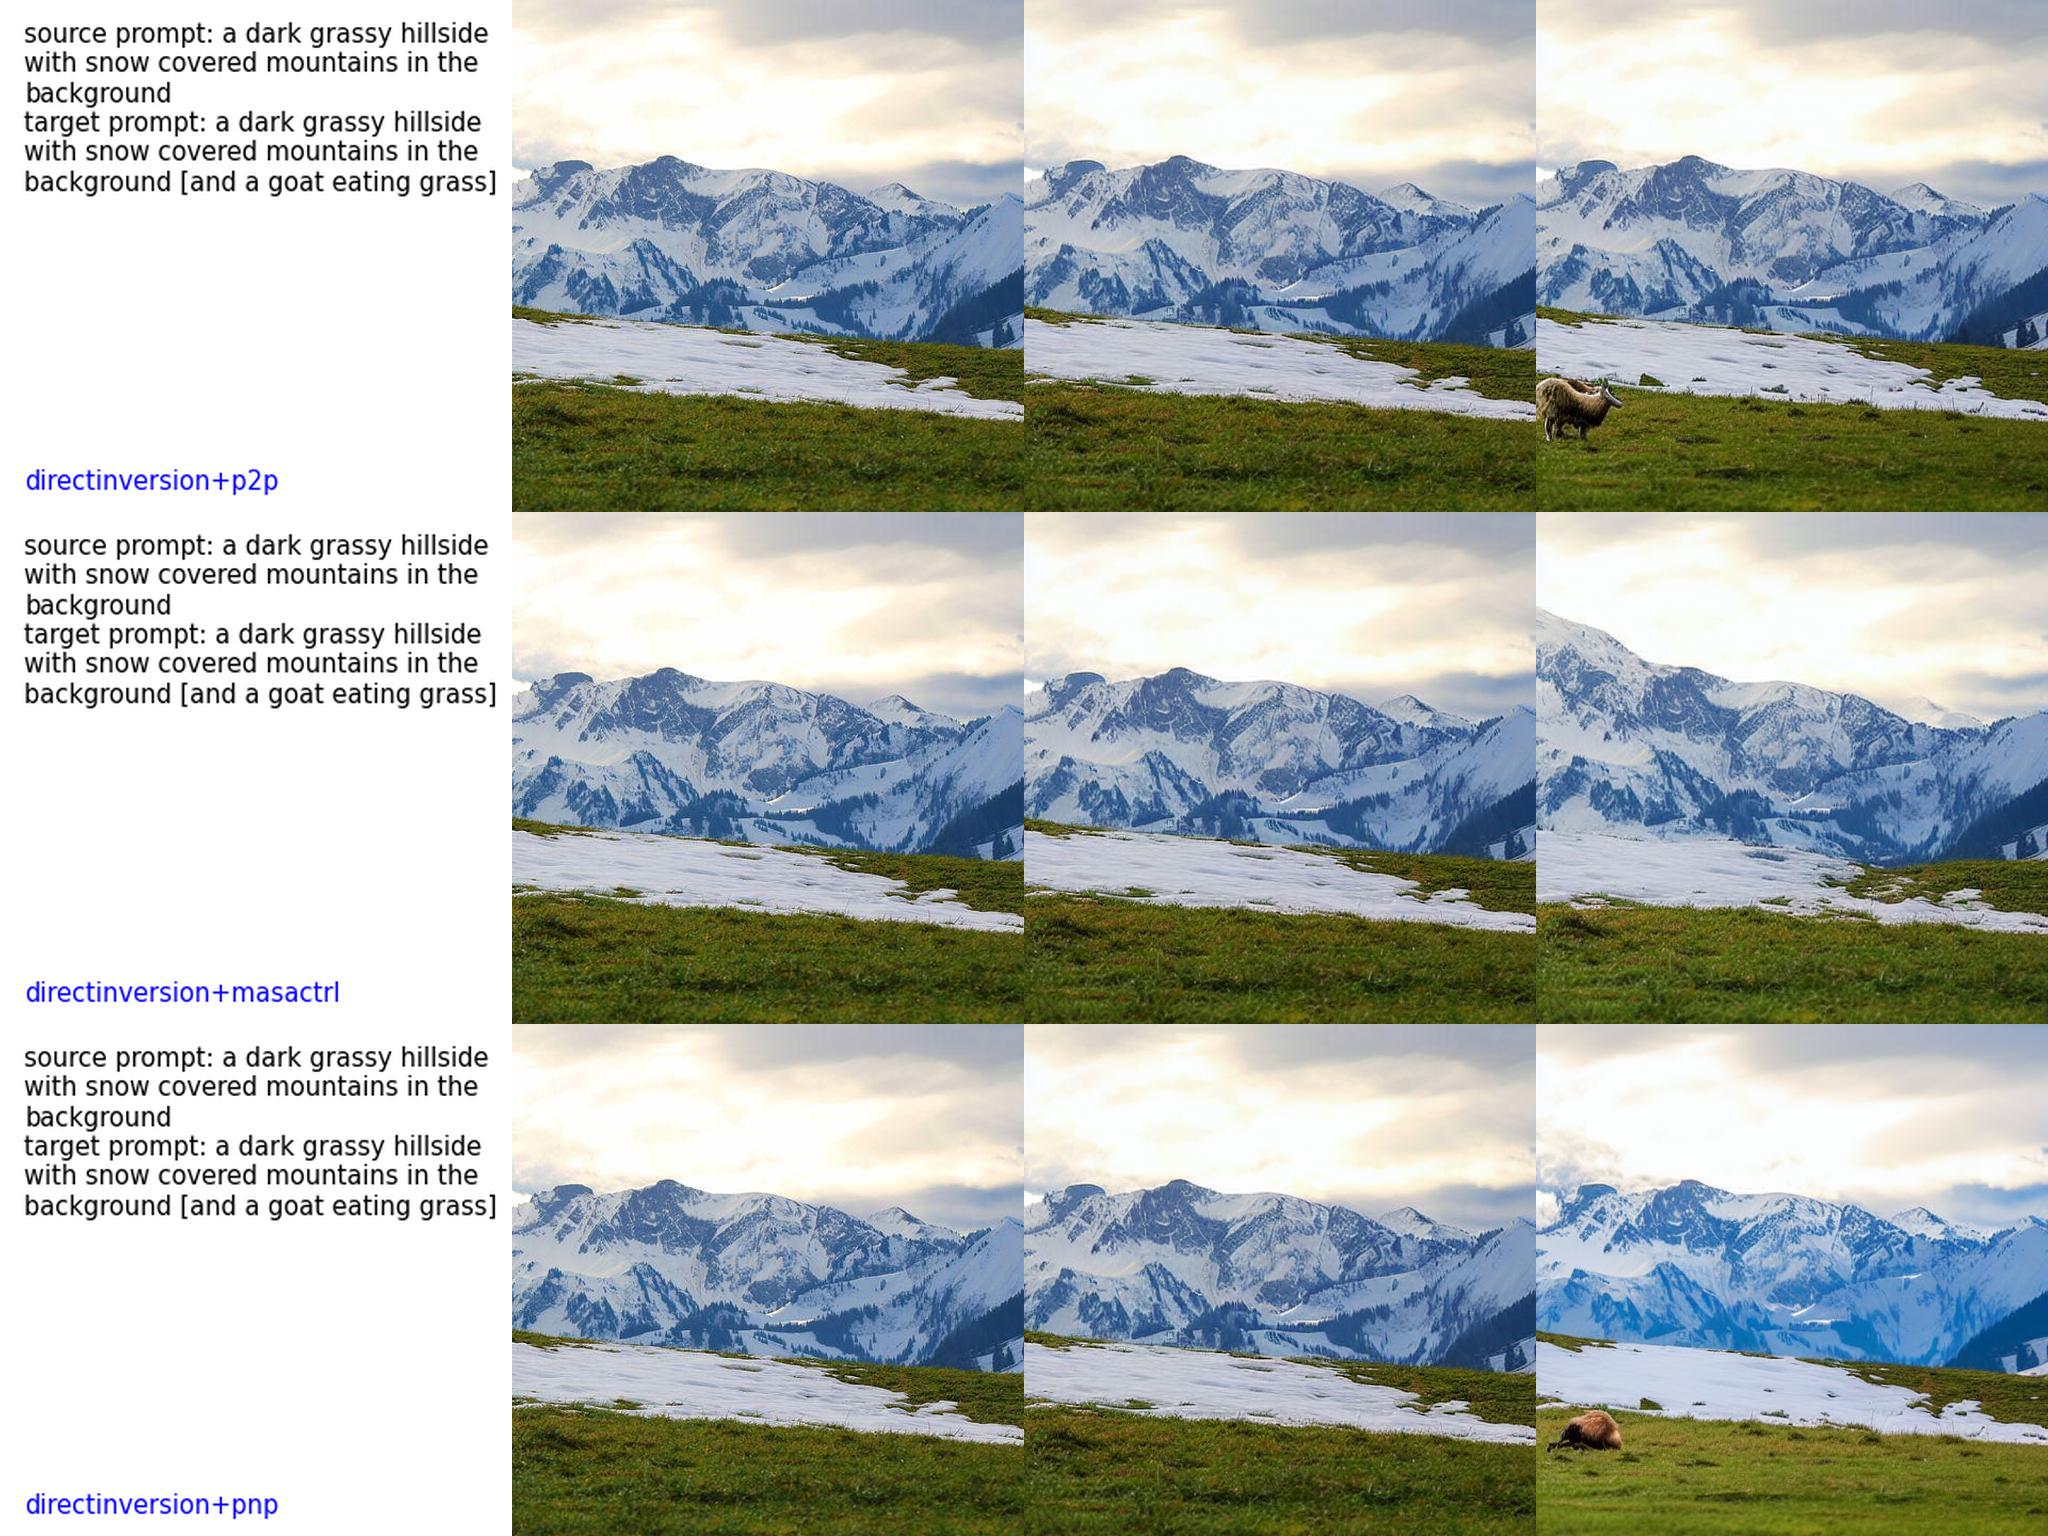 source prompt: a dark grassy hillside
with snow covered mountains in the
background
target prompt: a dark grassy hillside
with snow covered mountains in the
background [and a goat eating grass]
directinversion+p2p
source prompt: a dark grassy hillside
with snow covered mountains in the
background
target prompt: a dark grassy hillside
with snow covered mountains in the
background [and a goat eating grass]
directinversion+masactrl
source prompt: a dark grassy hillside
with snow covered mountains in the
background
target prompt: a dark grassy hillside
with snow covered mountains in the
background [and a goat eating grass]
directinversion+pnp